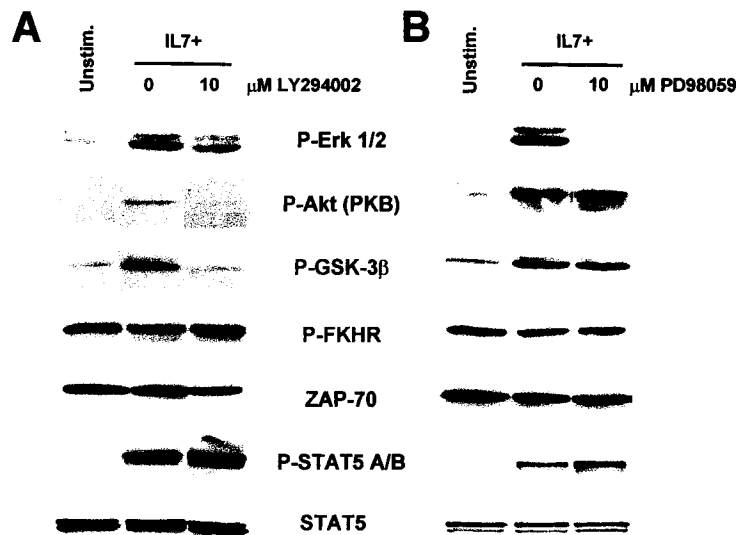 A
B
Unstim.
IL7+
Unstim.
IL7+
0 10 μM LY294002
0 10 μM PD98059
P-Erk 1/2
P-Akt (PKB)
P-GSK-3β
P-FKHR
ZAP-70
P-STAT5 A/B
STAT5